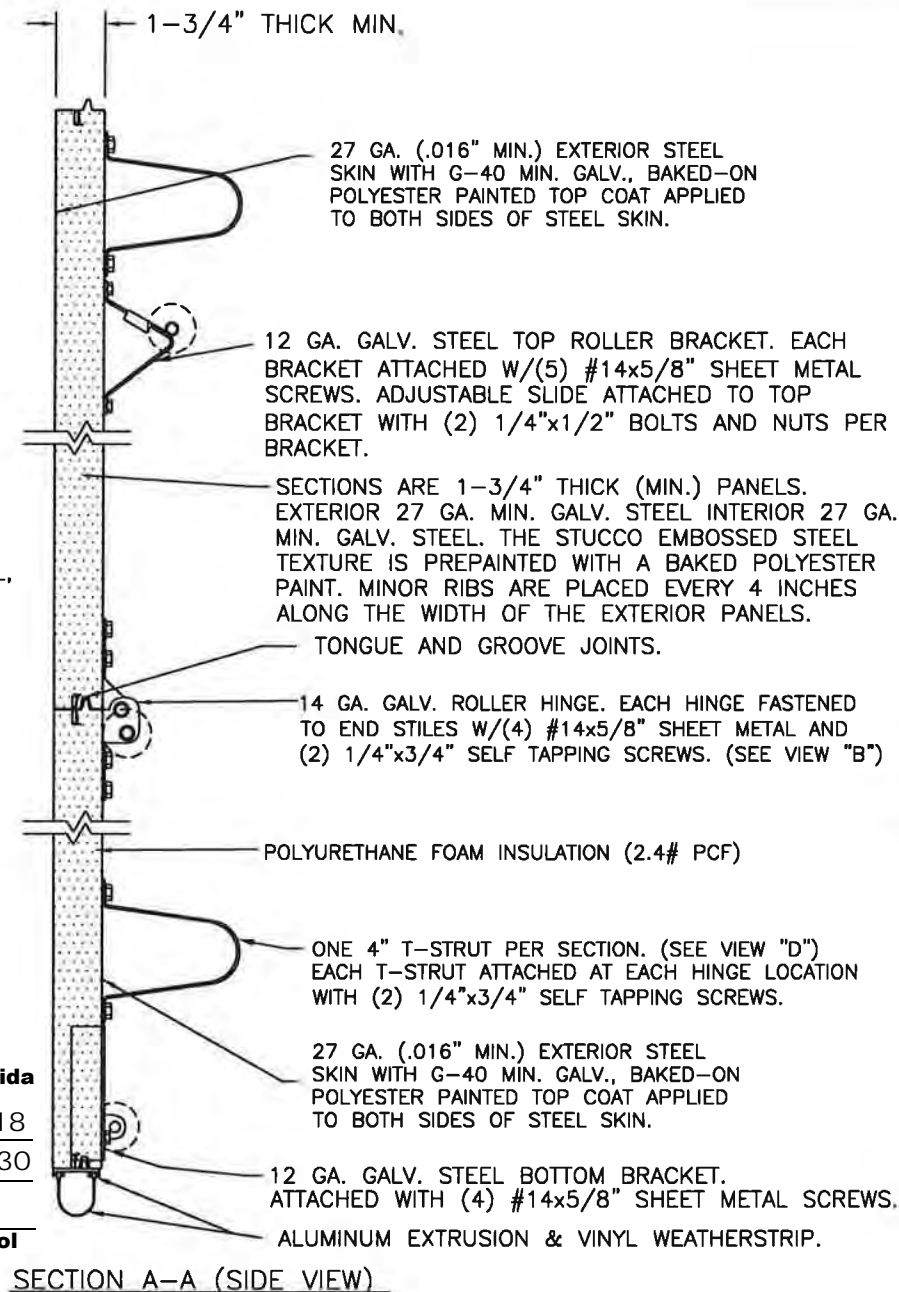 1-3/4" THICK MIN.
27 GA. (.016" MIN.) EXTERIOR STEEL
SKIN WITH G-40 MIN. GALV., BAKED-ON
POLYESTER PAINTED TOP COAT APPLIED
TO BOTH SIDES OF STEEL SKIN.
12 GA. GALV. STEEL TOP ROLLER BRACKET. EACH
BRACKET ATTACHED W/(5) #14x5/8" SHEET METAL
SCREWS. ADJUSTABLE SLIDE ATTACHED TO TOP
BRACKET WITH (2) 1/4"x1/2" BOLTS AND NUTS PER
BRACKET.
SECTIONS ARE 1-3/4" THICK (MIN.) PANELS.
EXTERIOR 27 GA. MIN. GALV. STEEL INTERIOR 27 GA.
MIN. GALV. STEEL. THE STUCCO EMBOSSED STEEL
TEXTURE IS PREPAINTED WITH A BAKED POLYESTER
PAINT. MINOR RIBS ARE PLACED EVERY 4 INCHES
ALONG THE WIDTH OF THE EXTERIOR PANELS.
TONGUE AND GROOVE JOINTS.
14 GA. GALV. ROLLER HINGE. EACH HINGE FASTENED
TO END STILES W/(4) #14x5/8" SHEET METAL AND
(2) 1/4"x3/4" SELF TAPPING SCREWS. (SEE VIEW "B")
POLYURETHANE FOAM INSULATION (2.4# PCF)
ONE 4" T-STRUT PER SECTION. (SEE VIEW "D")
EACH T-STRUT ATTACHED AT EACH HINGE LOCATION
WITH (2) 1/4"x3/4" SELF TAPPING SCREWS.
27 GA. (.016" MIN.) EXTERIOR STEEL
SKIN WITH G-40 MIN. GALV., BAKED-ON
POLYESTER PAINTED TOP COAT APPLIED
TO BOTH SIDES OF STEEL SKIN.
ida
18
30
12 GA. GALV. STEEL BOTTOM BRACKET.
ATTACHED WITH (4) #14x5/8" SHEET METAL SCREWS.
ol
ALUMINUM EXTRUSION & VINYL WEATHERSTRIP.
SECTION A-A (SIDE VIEW)